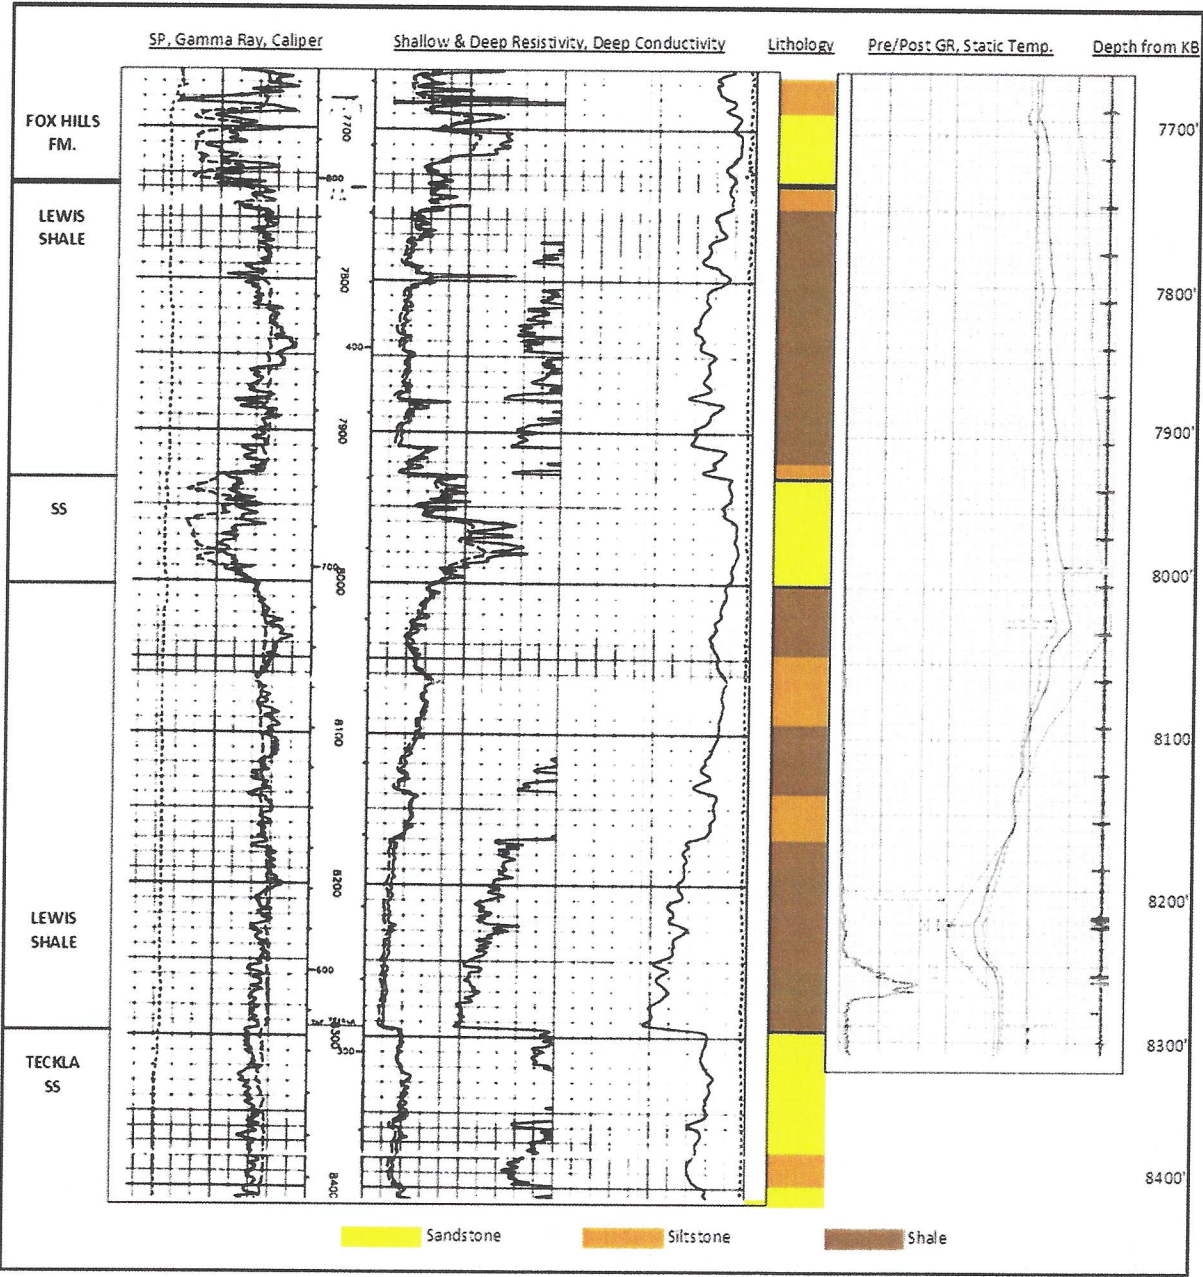 SP, Gamma Ray, Caliper
Shallow & Deep Resistivity, Deep Conductivity
Lithology
Pre/Post GR, Static Temp.
Depth from KB
FOX HILLS
FM.
LEWIS
SHALE
SS
LEWIS
SHALE
TECKLA
SS
7700
7800
7900
8000
8100
8200
8400
7700'
7800'
7900'
8000'
8100'
8200'
8300'
8400'
Sandstone
Siltstone
Shale